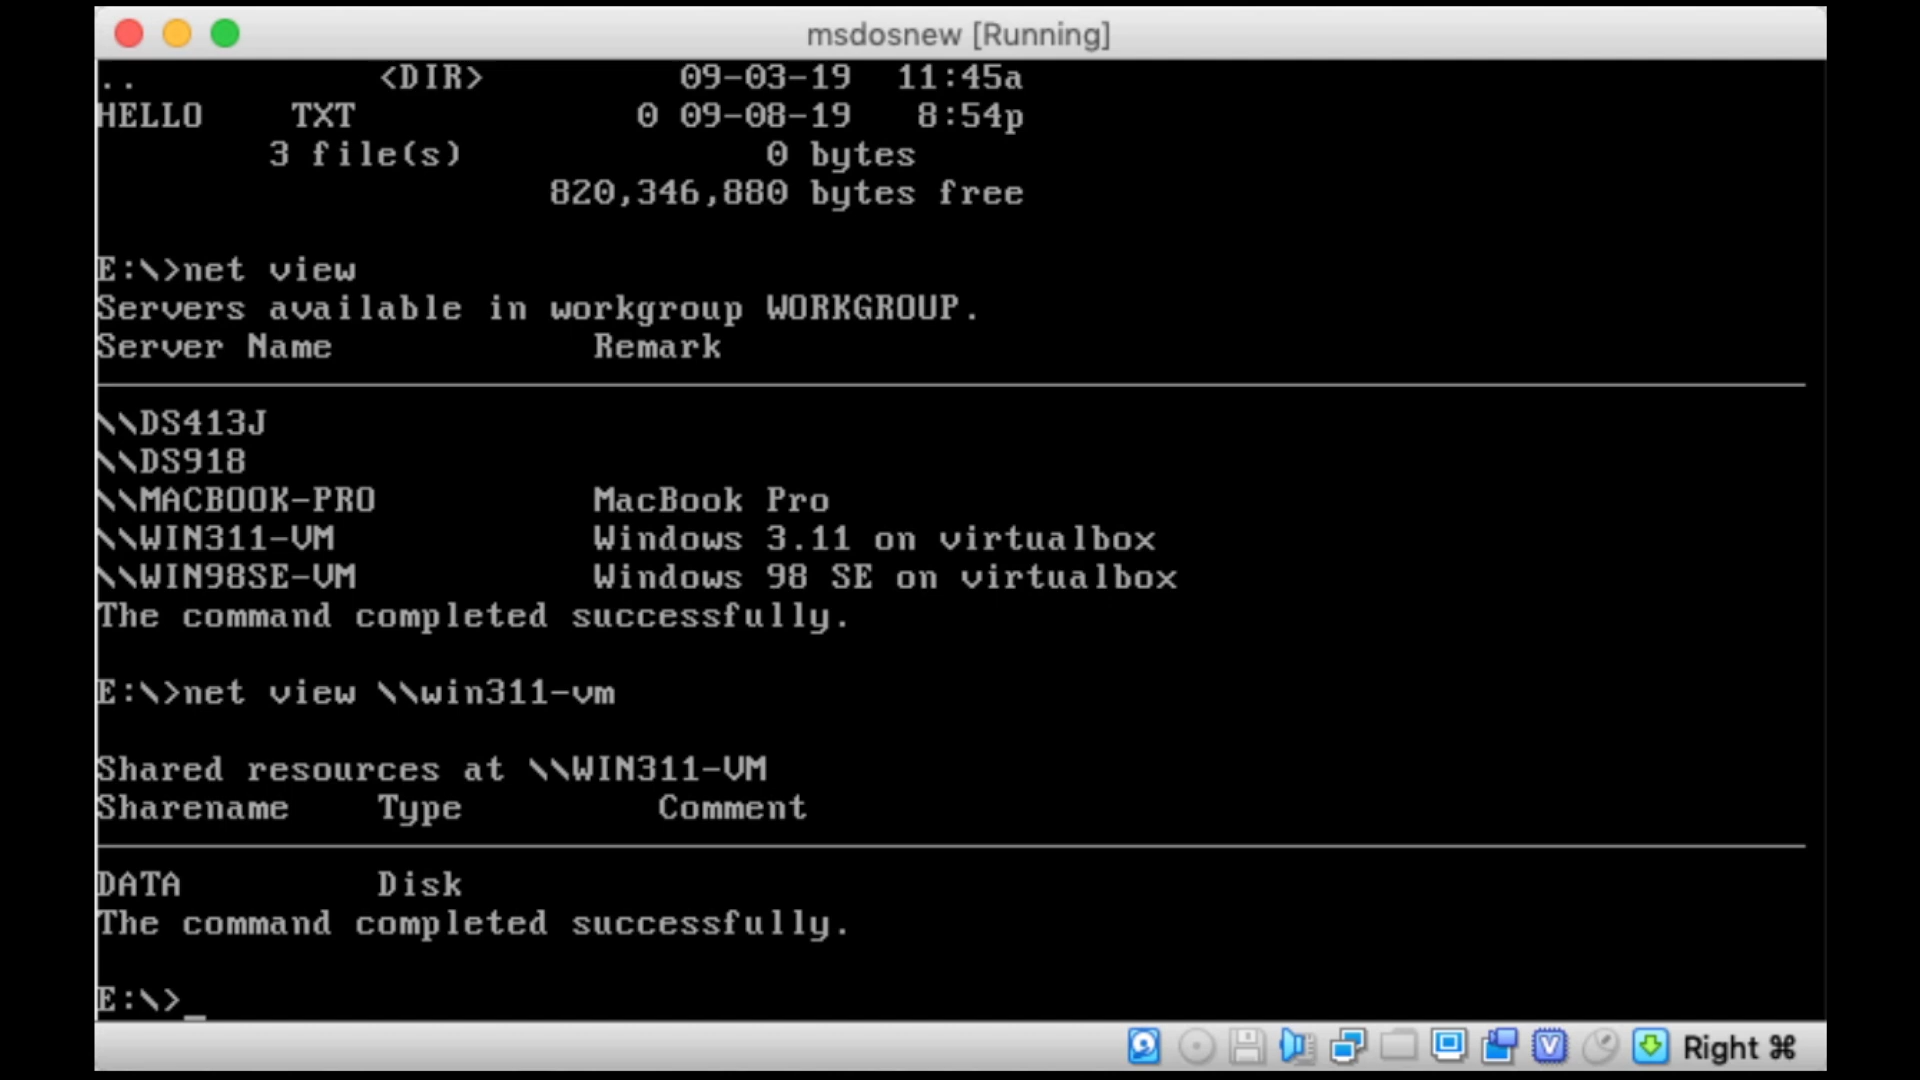 msdosnew [Running]
.. <DIR> 09-03-19 11:45a
HELLO TXT 0 09-08-19 8:54p
3 file(s) 0 bytes
820,346,880 bytes free
E:\>net view
Servers available in workgroup WORKGROUP.
Server Name Remark
\\DS413J
\\DS918
\\MACBOOK-PRO MacBook Pro
\\WIN311-VM Windows 3.11 on virtualbox
\\WIN98SE-VM Windows 98 SE on virtualbox
The command completed successfully.
E:\>net view \\win311-vm
Shared resources at \\WIN311-VM
Sharename Type Comment
DATA Disk
The command completed successfully.
E:\>_
Right ⌘